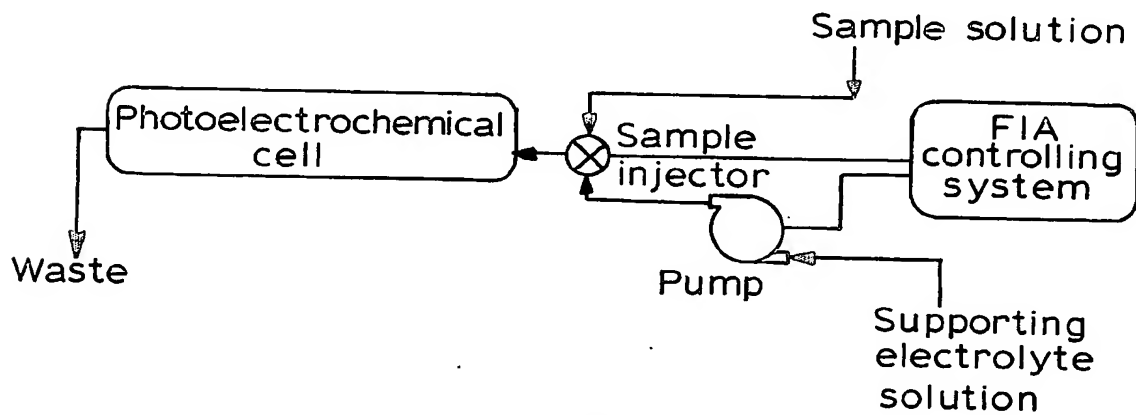 Sample solution
Photoelectrochemical
cell
Sample
injector
FIA
controlling
system
Waste
Pump
Supporting
electrolyte
solution